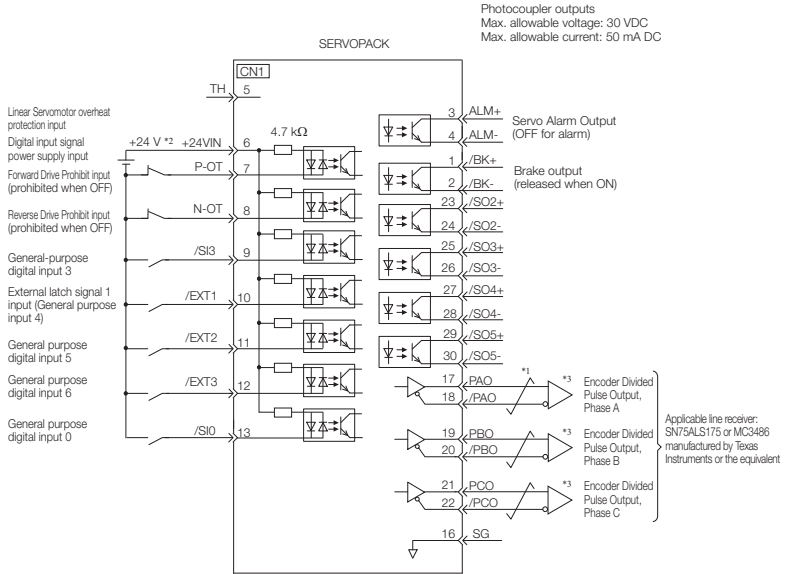 Photocoupler outputs
Max. allowable voltage: 30 VDC
Max. allowable current: 50 mA DC
SERVOPACK
CN1
TH 5
Linear Servomotor overheat
protection input
Digital input signal
power supply input
+24 V *2 +24VIN 6
4.7 kΩ
Forward Drive Prohibit input
(prohibited when OFF)
P-OT 7
Reverse Drive Prohibit input
(prohibited when OFF)
N-OT 8
General-purpose
digital input 3
/SI3 9
External latch signal 1
input (General purpose
input 4)
/EXT1 10
General purpose
digital input 5
/EXT2 11
General purpose
digital input 6
/EXT3 12
General purpose
digital input 0
/SI0 13
3 ALM+
4 ALM-
Servo Alarm Output
(OFF for alarm)
1 /BK+
2 /BK-
Brake output
(released when ON)
23 /SO2+
24 /SO2-
25 /SO3+
26 /SO3-
27 /SO4+
28 /SO4-
29 /SO5+
30 /SO5-
17 PAO
18 /PAO
*1
*3
Encoder Divided
Pulse Output,
Phase A
19 PBO
20 /PBO
*3
Encoder Divided
Pulse Output,
Phase B
21 PCO
22 /PCO
*3
Encoder Divided
Pulse Output,
Phase C
Applicable line receiver:
SN75ALS175 or MC3486
manufactured by Texas
Instruments or the equivalent
16 SG